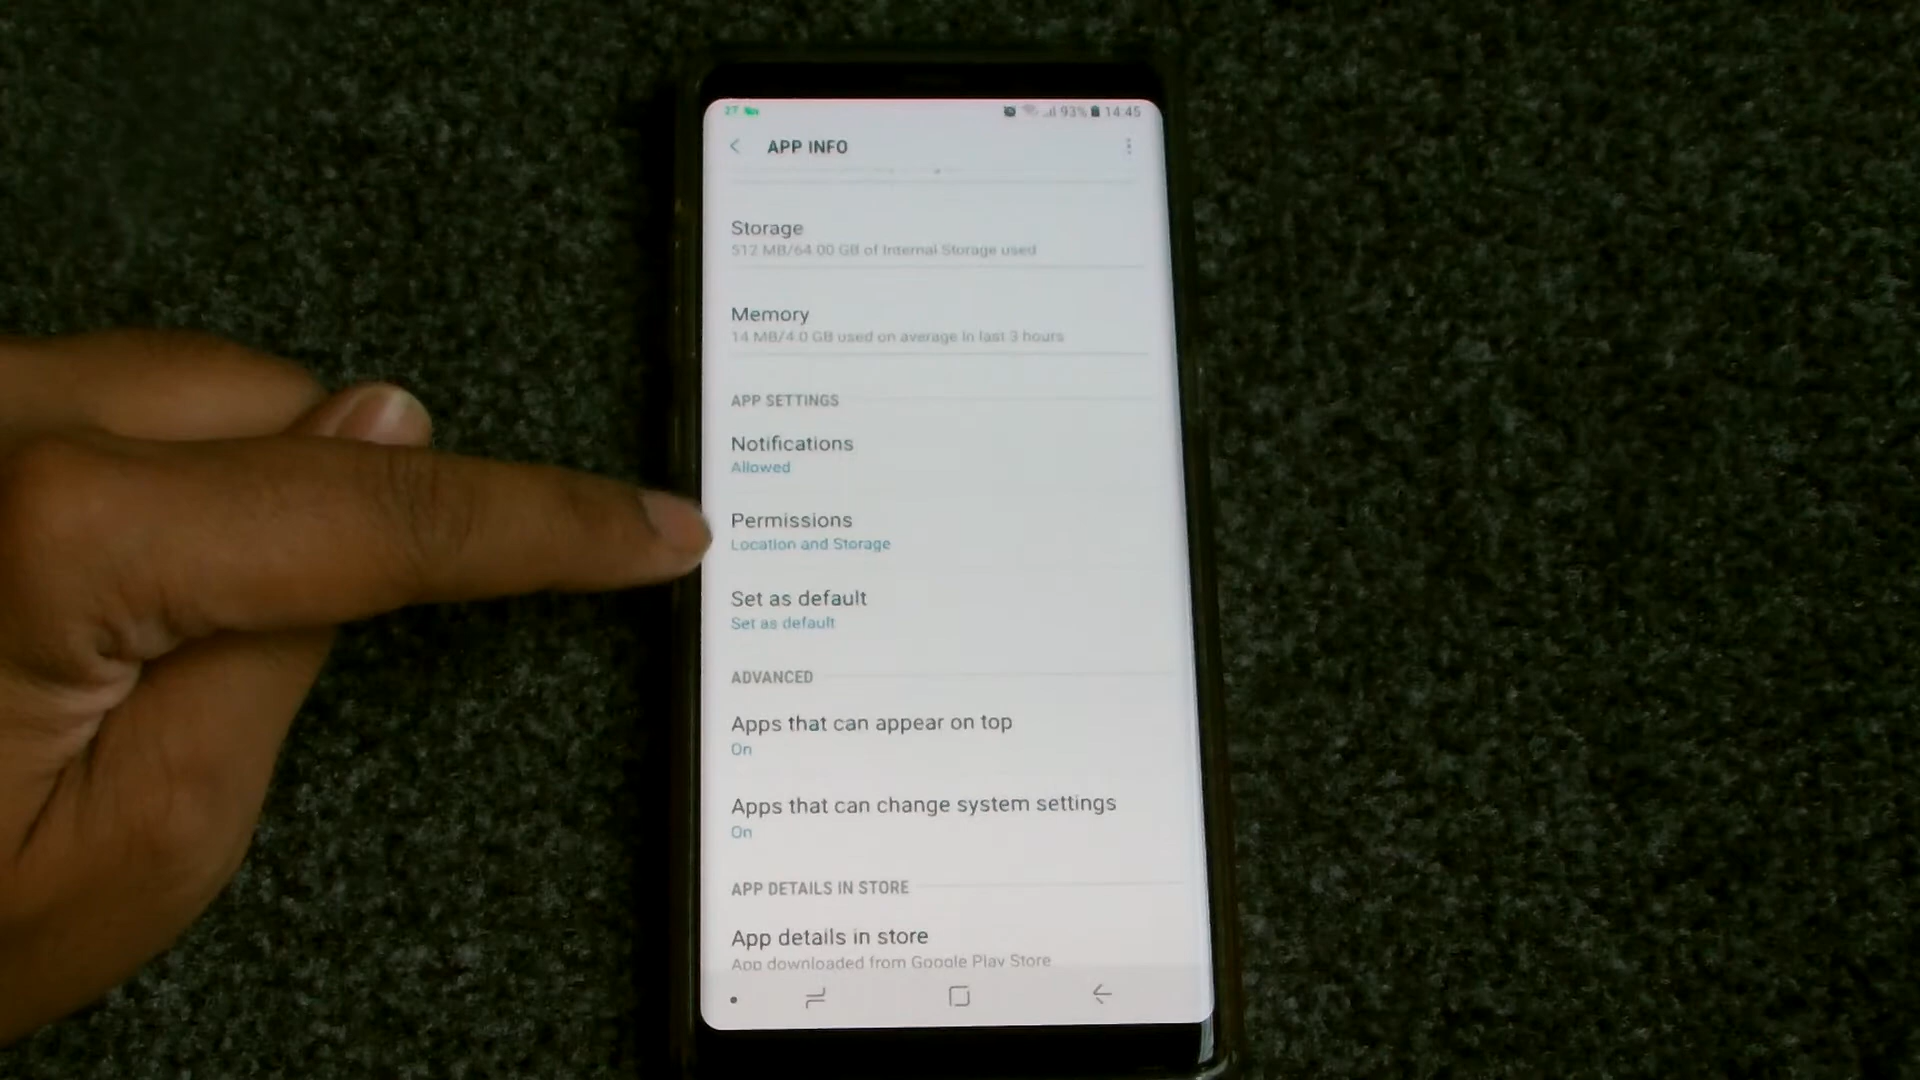 27
93% 14:45
APP INFO
Storage
512 MB/64.00 GB of Internal Storage used
Memory
14 MB/4.0 GB used on average in last 3 hours
APP SETTINGS
Notifications
Allowed
Permissions
Location and Storage
Set as default
Set as default
ADVANCED
Apps that can appear on top
On
Apps that can change system settings
On
APP DETAILS IN STORE
App details in store
App downloaded from Google Play Store